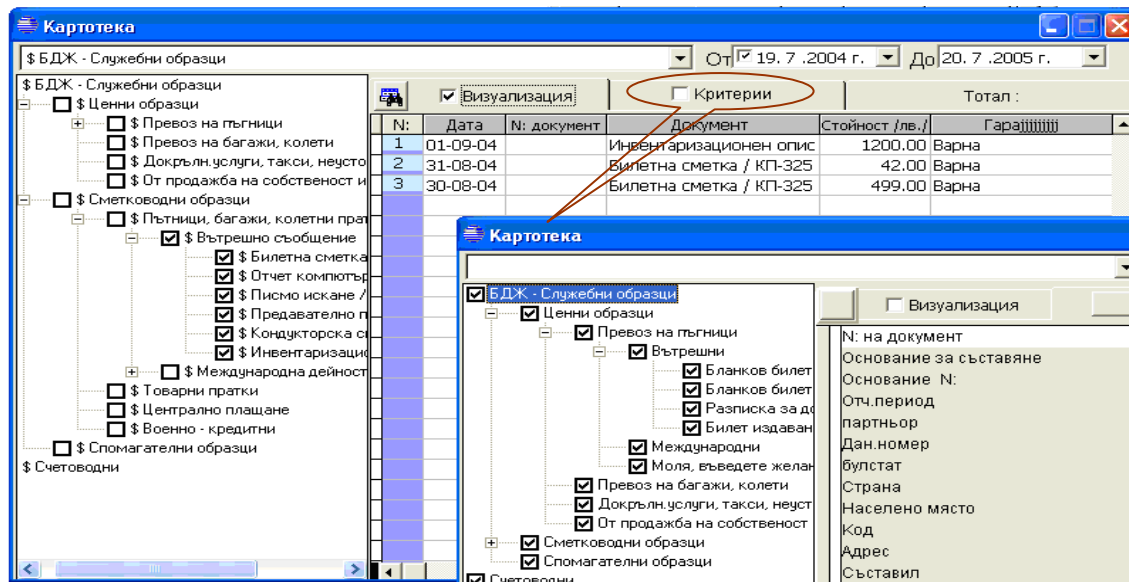 Картотека
$ БДЖ - Служебни образци
От 19. 7 .2004 г. До 20. 7 .2005 г.
$ БДЖ - Служебни образци
$ Ценни образци
$ Превоз на пъгници
$ Превоз на багажи, колети
$ Докрълн.услуги, такси, неусто
$ От продажба на собственост и
$ Сметководни образци
$ Пътници, багажи, колетни прат
$ Вътрешно съобщение
$ Билетна сметка
$ Отчет компютър
$ Писмо искане /
$ Предавателно п
$ Кондукторска с
$ Инвентаризацио
$ Международна дейност
$ Товарни пратки
$ Централно плащане
$ Военно - кредитни
$ Спомагателни образци
$ Счетоводни
Визуализация Критерии Тотал :
N: Дата N: документ Документ Стойност /лв./ Гараjjjjjjjjj
1 01-09-04 Инвентаризационен опис 1200.00 Варна
2 31-08-04 Билетна сметка / КП-325 42.00 Варна
3 30-08-04 Билетна сметка / КП-325 499.00 Варна
Картотека
БДЖ - Служебни образци
Ценни образци
Превоз на пъгници
Вътрешни
Бланков билет
Бланков билет
Разписка за до
Билет издаван
Международни
Моля, въведете желан
Превоз на багажи, колети
Докрълн.услуги, такси, неуст
От продажба на собственост
Сметководни образци
Спомагателни образци
Счетоводни
Визуализация
N: на документ
Основание за съставяне
Основание N:
Отч.период
партньор
Дан.номер
булстат
Страна
Населено място
Код
Адрес
Съставил